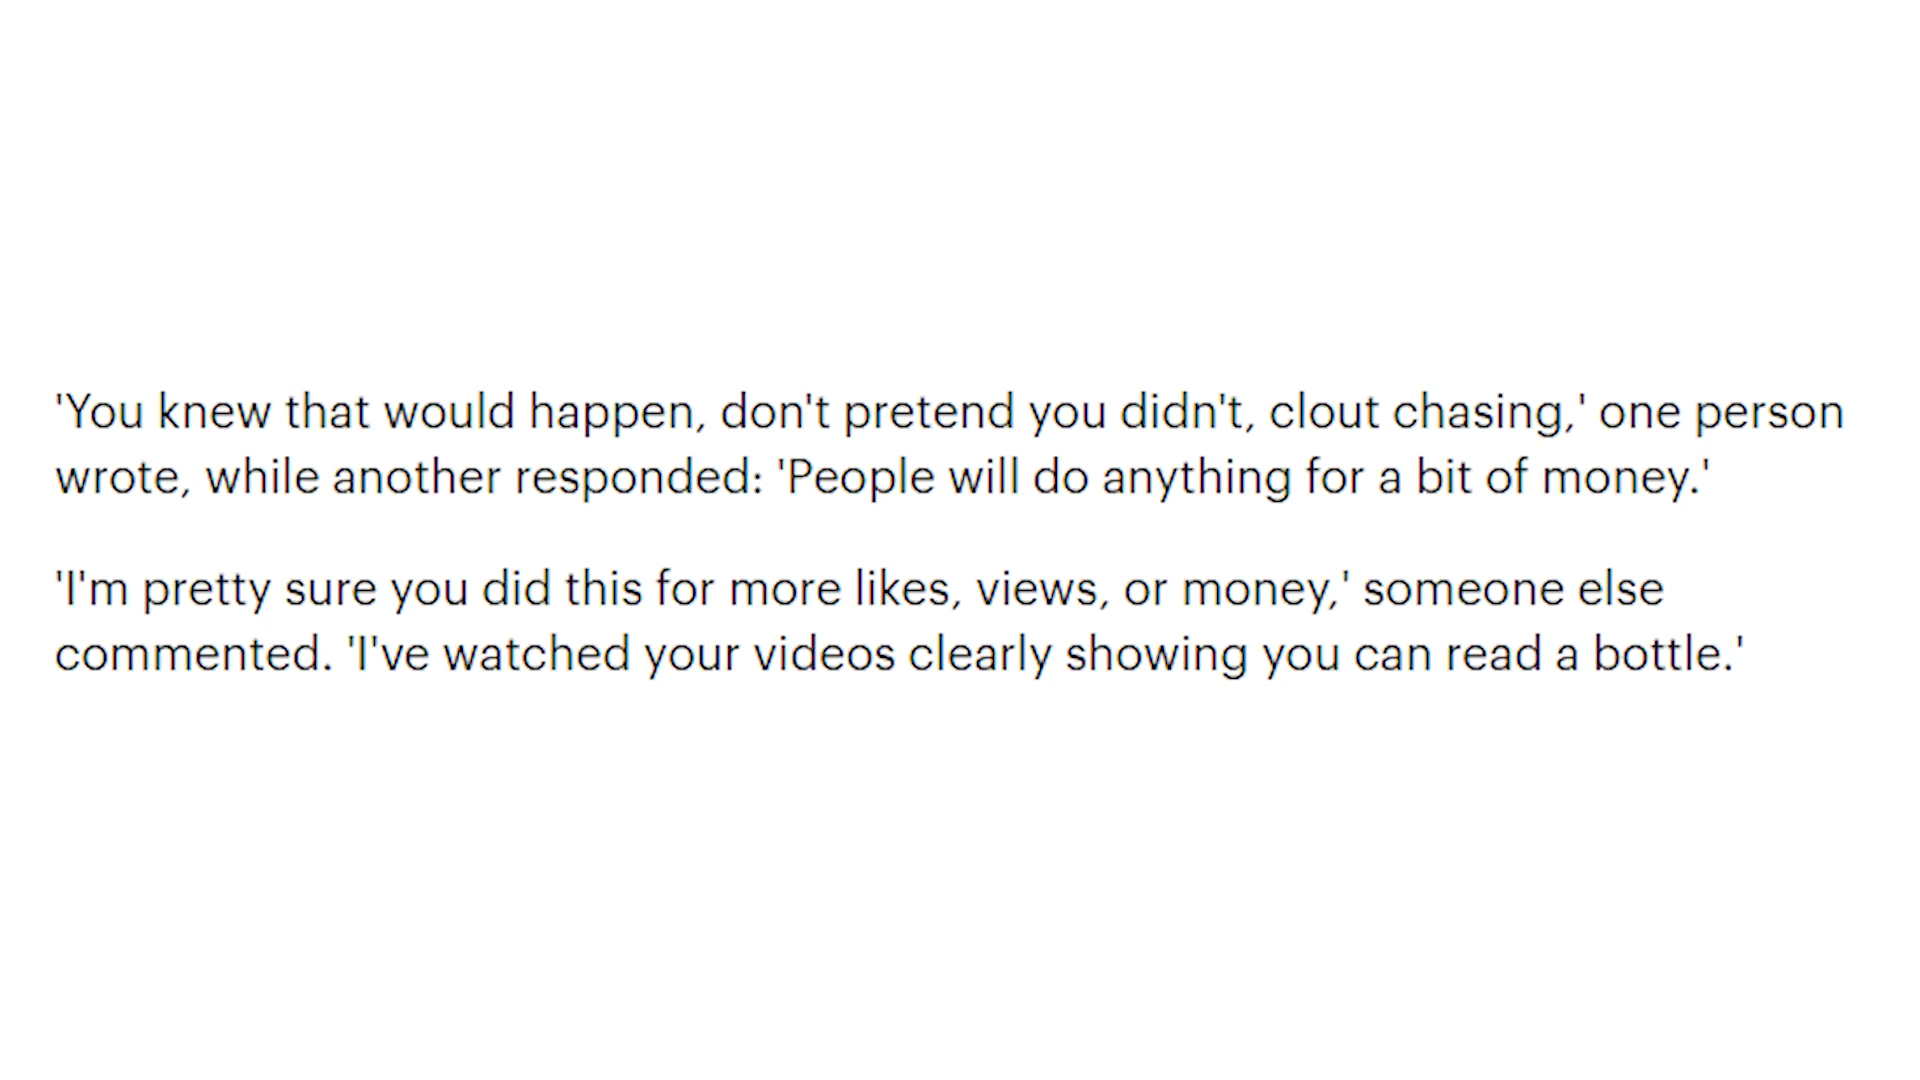 'You knew that would happen, don't pretend you didn't, clout chasing,' one person
wrote, while another responded: 'People will do anything for a bit of money.'
'I'm pretty sure you did this for more likes, views, or money,' someone else
commented. 'I've watched your videos clearly showing you can read a bottle.'